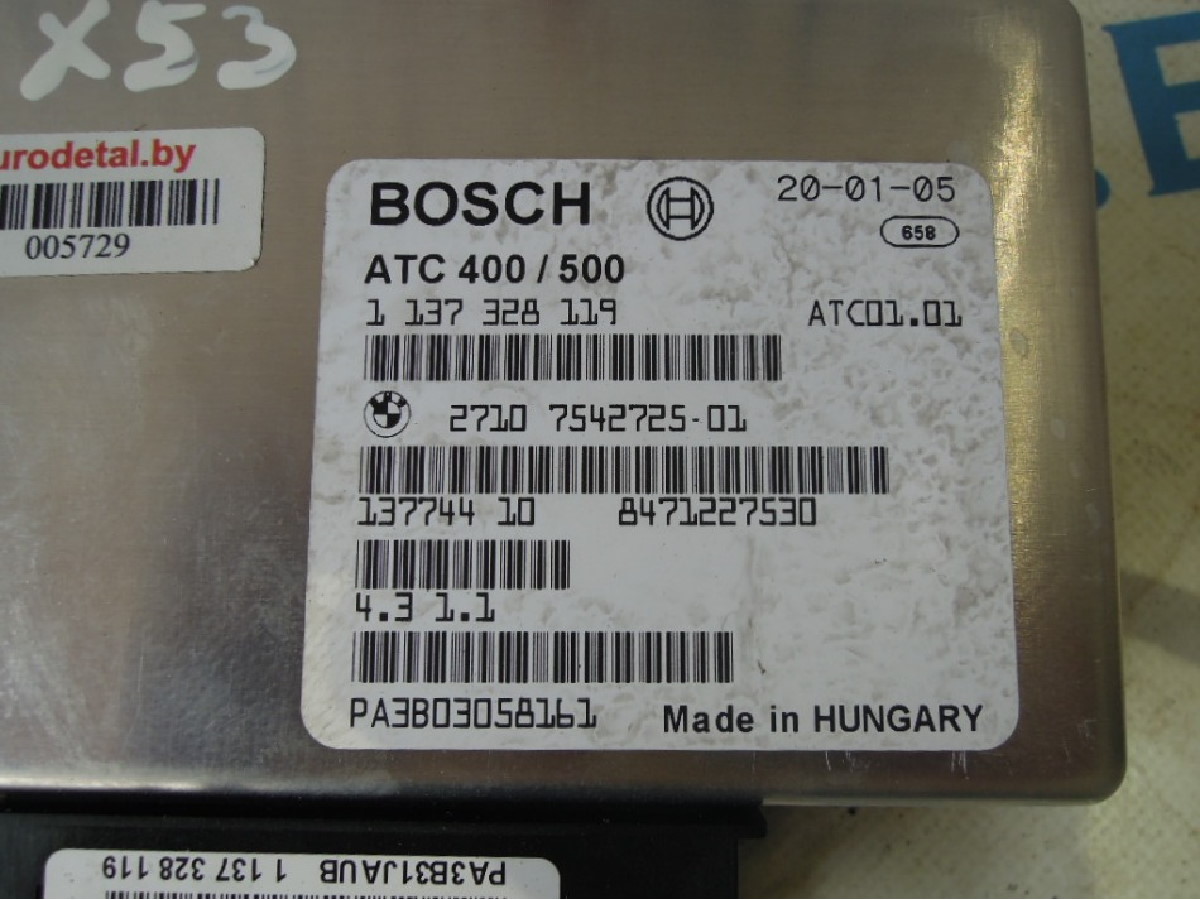 X53
urodetal.by
005729
BOSCH 20-01-05
658
ATC 400 / 500
1 137 328 119 ATC01.01
2710 7542725-01
137744 10 8471227530
4.3 1.1
PA3B03058161 Made in HUNGARY
PA3B31JAUB 1 137 328 119